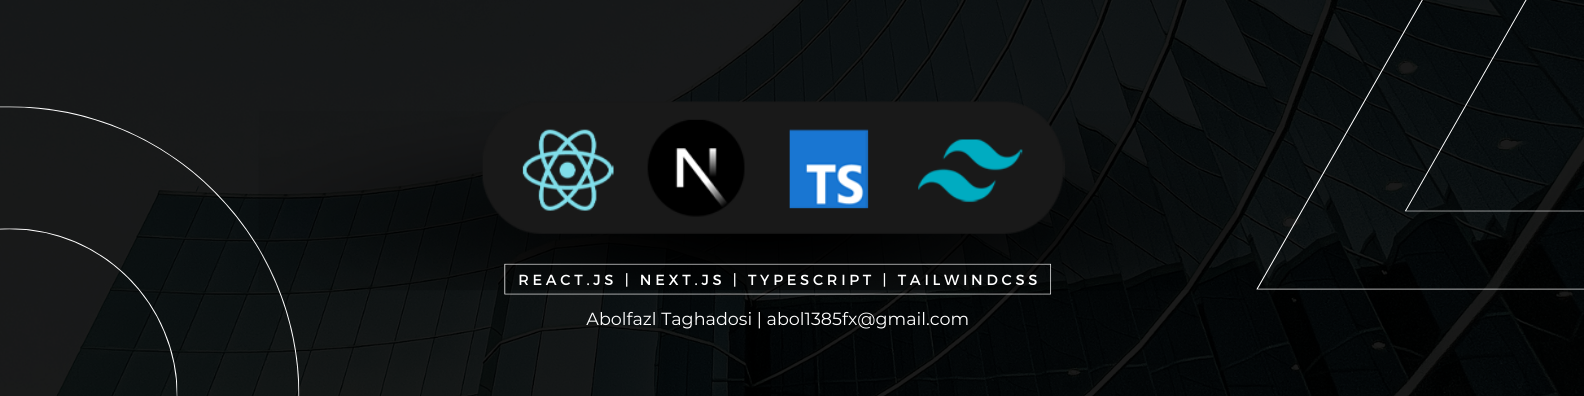 N
TS
REACT.JS | NEXT.JS | TYPESCRIPT | TAILWINDCSS
Abolfazl Taghadosi | abol1385fx@gmail.com